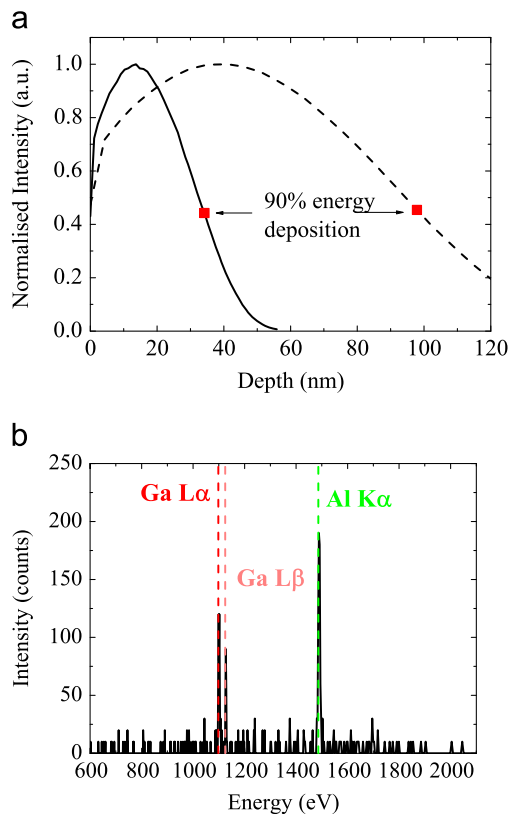 a
Normalised Intensity (a.u.)
1.0
0.8
0.6
0.4
0.2
0.0
90% energy
deposition
0 20 40 60 80 100 120
Depth (nm)
b
Intensity (counts)
250
200
150
100
50
0
Ga Lα
Ga Lβ
Al Kα
600 800 1000 1200 1400 1600 1800 2000
Energy (eV)